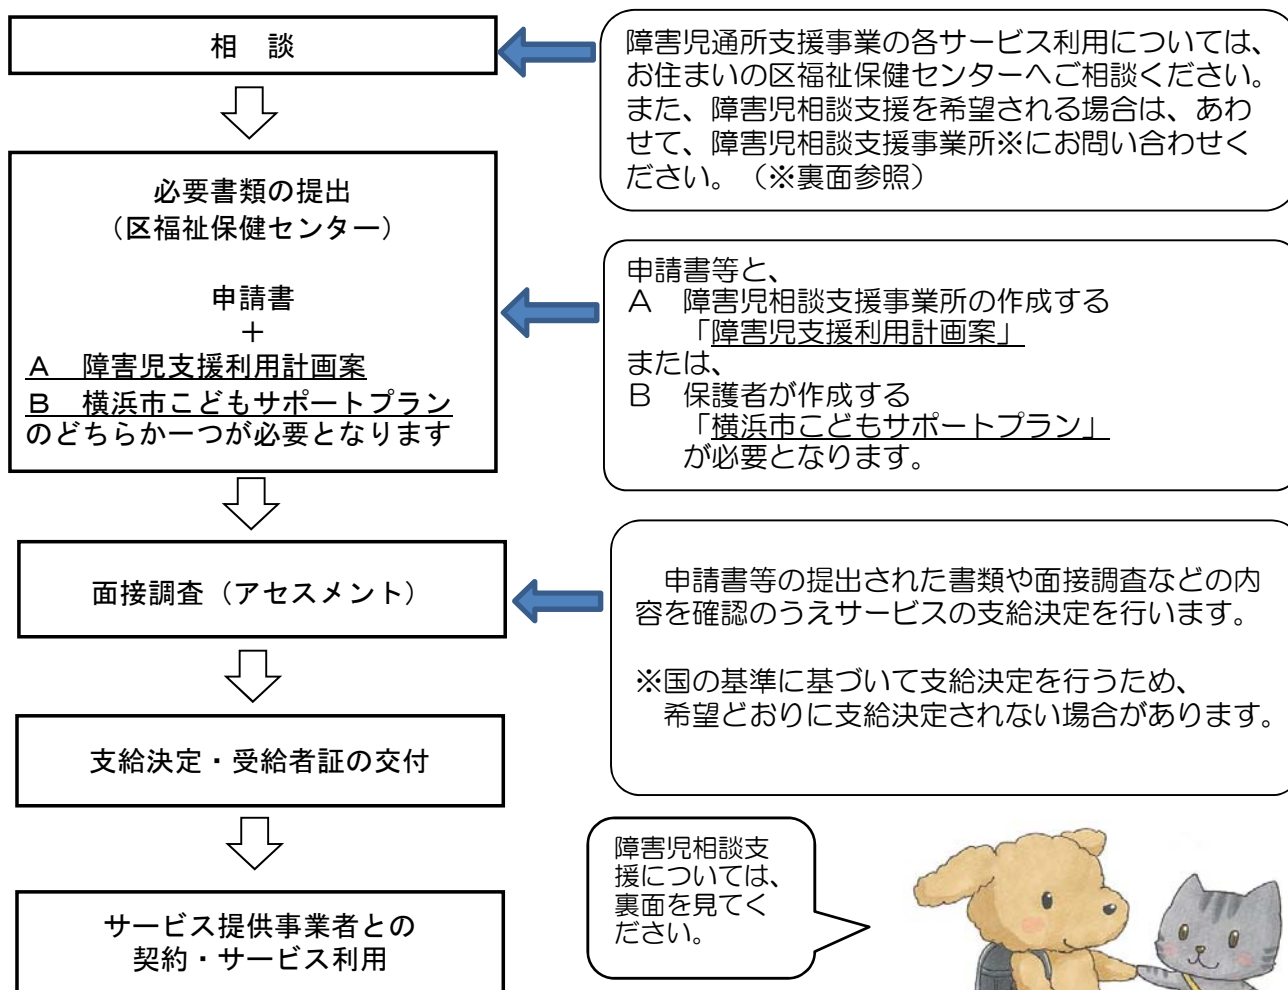 相　談
障害児通所支援事業の各サービス利用については、
お住まいの区福祉保健センターへご相談ください。
また、障害児相談支援を希望される場合は、あわ
せて、障害児相談支援事業所※にお問い合わせく
ださい。（※裏面参照）
必要書類の提出
（区福祉保健センター）
申請書
＋
Ａ　障害児支援利用計画案
Ｂ　横浜市こどもサポートプラン
のどちらか一つが必要となります
申請書等と、
Ａ　障害児相談支援事業所の作成する
「障害児支援利用計画案」
または、
Ｂ　保護者が作成する
「横浜市こどもサポートプラン」
が必要となります。
面接調査（アセスメント）
申請書等の提出された書類や面接調査などの内
容を確認のうえサービスの支給決定を行います。
※国の基準に基づいて支給決定を行うため、
希望どおりに支給決定されない場合があります。
支給決定・受給者証の交付
障害児相談支
援については、
裏面を見てく
ださい。
サービス提供事業者との
契約・サービス利用